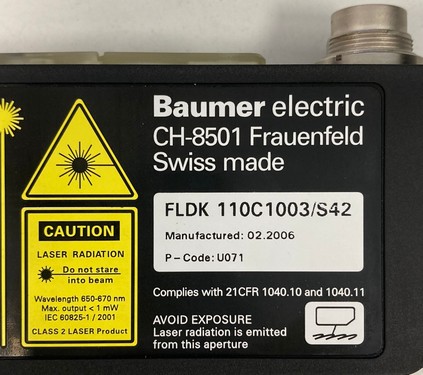 Baumer electric
CH-8501 Frauenfeld
Swiss made
FLDK 110C1003/S42
Manufactured: 02.2006
P-Code: U071
Complies with 21CFR 1040.10 and 1040.11
AVOID EXPOSURE
Laser radiation is emitted
from this aperture
CAUTION
LASER RADIATION
Do not stare
into beam
Wavelength 650-670 nm
Max. output < 1 mW
IEC 60825-1 / 2001
CLASS 2 LASER Product